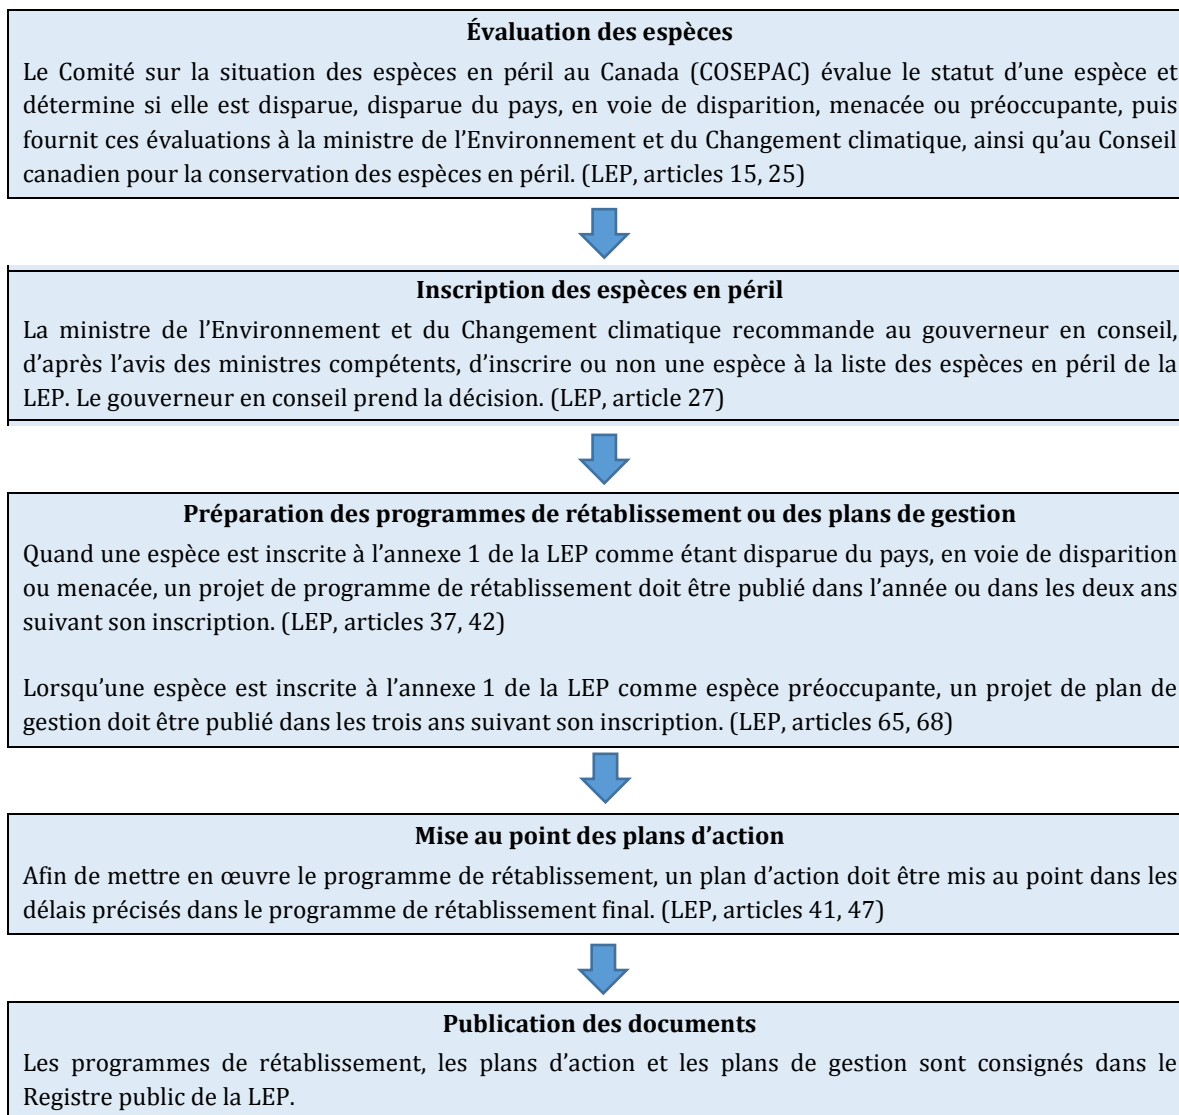 Évaluation des espèces
Le Comité sur la situation des espèces en péril au Canada (COSEPAC) évalue le statut d’une espèce et
détermine si elle est disparue, disparue du pays, en voie de disparition, menacée ou préoccupante, puis
fournit ces évaluations à la ministre de l’Environnement et du Changement climatique, ainsi qu’au Conseil
canadien pour la conservation des espèces en péril. (LEP, articles 15, 25)
Inscription des espèces en péril
La ministre de l’Environnement et du Changement climatique recommande au gouverneur en conseil,
d’après l’avis des ministres compétents, d’inscrire ou non une espèce à la liste des espèces en péril de la
LEP. Le gouverneur en conseil prend la décision. (LEP, article 27)
Préparation des programmes de rétablissement ou des plans de gestion
Quand une espèce est inscrite à l’annexe 1 de la LEP comme étant disparue du pays, en voie de disparition
ou menacée, un projet de programme de rétablissement doit être publié dans l’année ou dans les deux ans
suivant son inscription. (LEP, articles 37, 42)
Lorsqu’une espèce est inscrite à l’annexe 1 de la LEP comme espèce préoccupante, un projet de plan de
gestion doit être publié dans les trois ans suivant son inscription. (LEP, articles 65, 68)
Mise au point des plans d’action
Afin de mettre en œuvre le programme de rétablissement, un plan d’action doit être mis au point dans les
délais précisés dans le programme de rétablissement final. (LEP, articles 41, 47)
Publication des documents
Les programmes de rétablissement, les plans d’action et les plans de gestion sont consignés dans le
Registre public de la LEP.